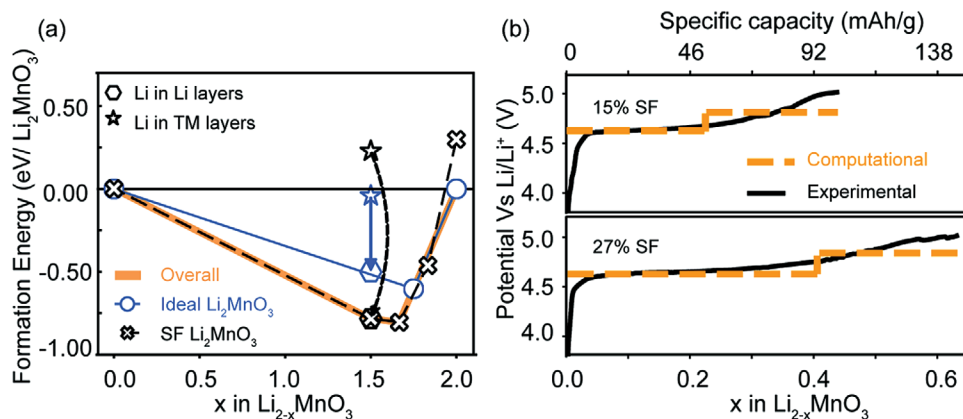 (a)
Formation Energy (eV/ Li2MnO3)
0.50
0.00
-0.50
-1.00
Li in Li layers
Li in TM layers
Overall
Ideal Li2MnO3
SF Li2MnO3
0.0 0.5 1.0 1.5 2.0
x in Li2-xMnO3
(b)
Specific capacity (mAh/g)
0 46 92 138
Potential Vs Li/Li+ (V)
5.0
4.5
4.0
15% SF
Computational
Experimental
5.0
4.5
4.0
27% SF
0.0 0.2 0.4 0.6
x in Li2-xMnO3